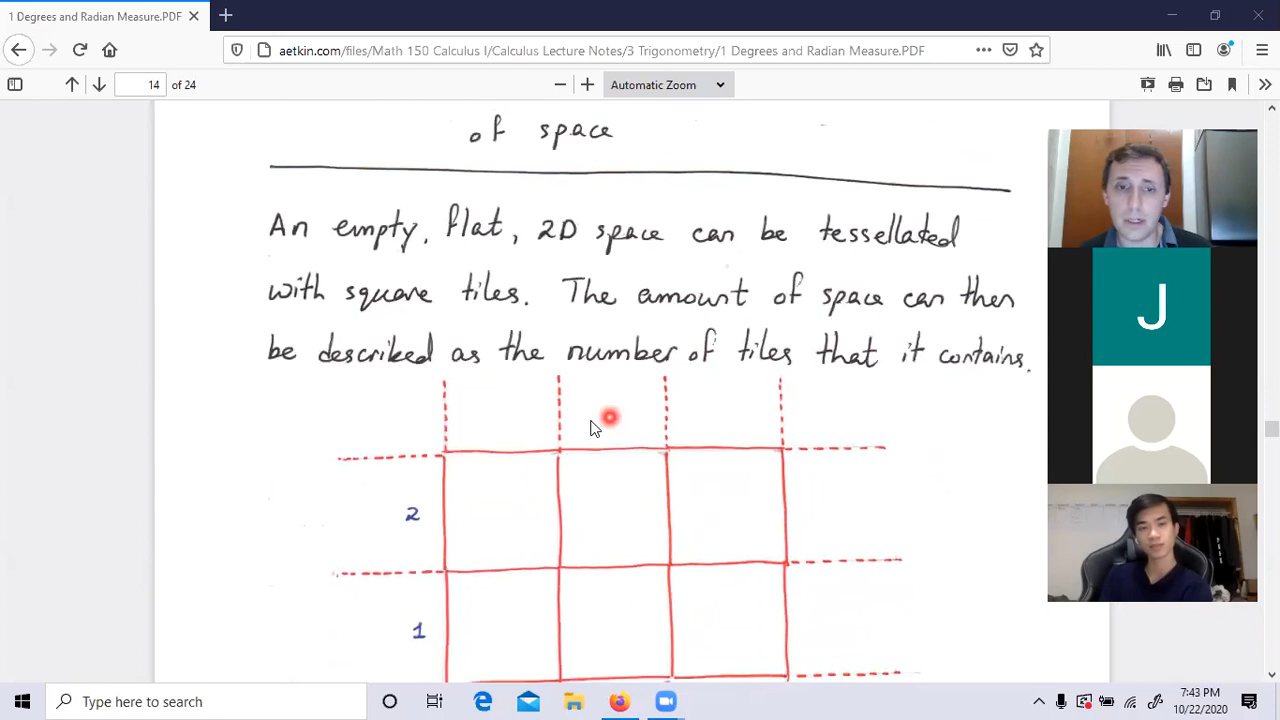 1 Degrees and Radian Measure.PDF
aetkin.com/files/Math 150 Calculus I/Calculus Lecture Notes/3 Trigonometry/1 Degrees and Radian Measure.PDF
14 of 24
Automatic Zoom
of space
An empty, flat, 2D space can be tessellated
with square tiles. The amount of space can then
be described as the number of tiles that it contains.
J
2
1
Type here to search
7:43 PM
10/22/2020